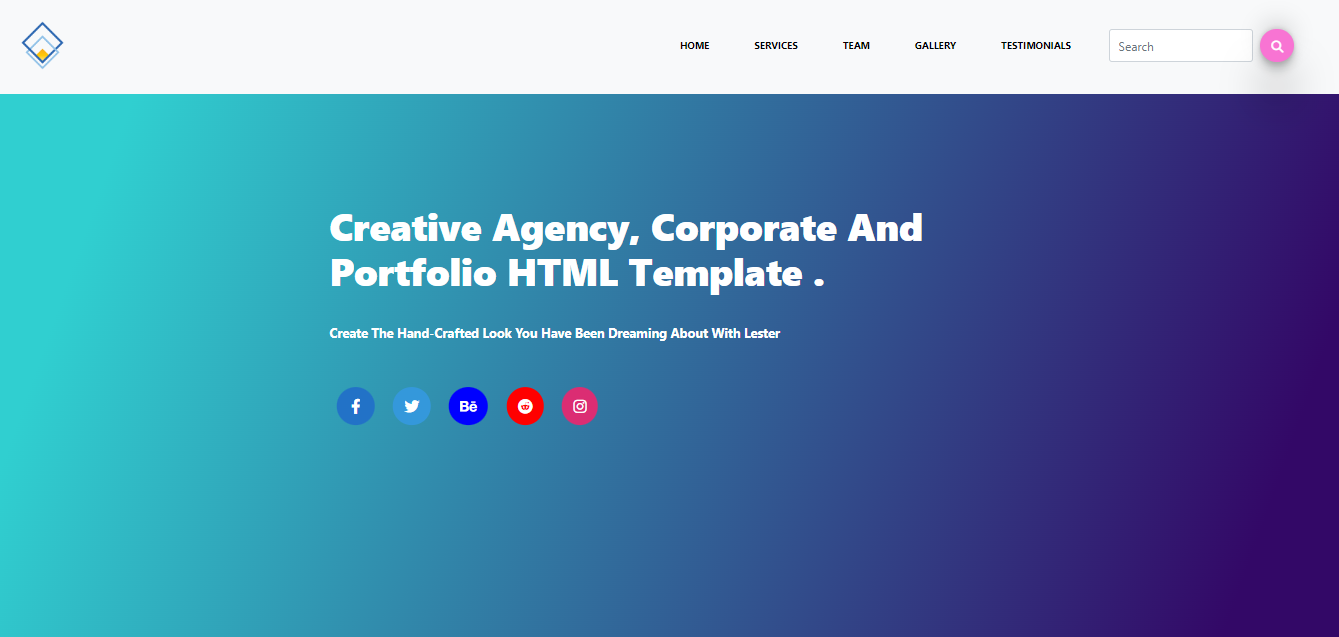 HOME SERVICES TEAM GALLERY TESTIMONIALS Search
Creative Agency, Corporate And
Portfolio HTML Template .
Create The Hand-Crafted Look You Have Been Dreaming About With Lester
Bē